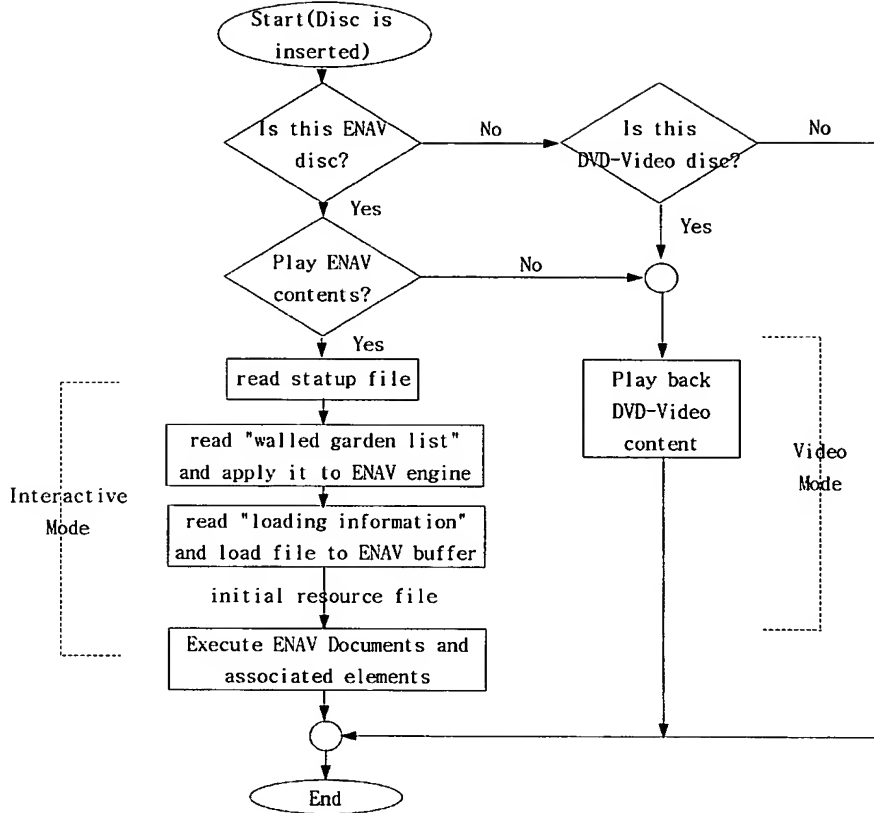 Start(Disc is
inserted)
Is this ENAV
disc?
No
Is this
DVD-Video disc?
No
Yes
Yes
Play ENAV
contents?
No
Yes
read statup file
Play back
DVD-Video
content
read "walled garden list"
and apply it to ENAV engine
Video
Mode
Interactive
Mode
read "loading information"
and load file to ENAV buffer
initial resource file
Execute ENAV Documents and
associated elements
End